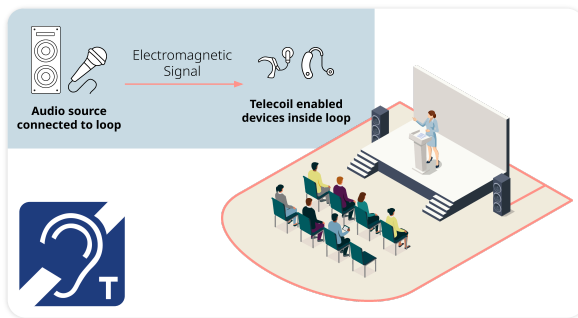 Electromagnetic
Signal
Audio source
connected to loop
Telecoil enabled
devices inside loop
T